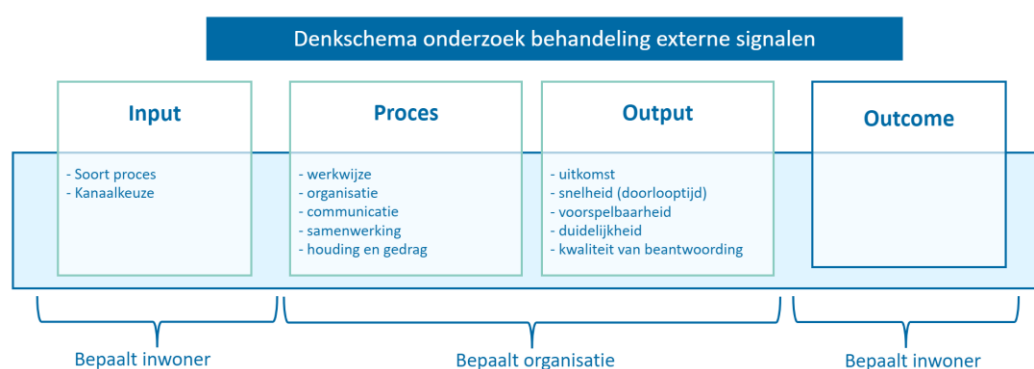 Denkschema onderzoek behandeling externe signalen
Input
- Soort proces
- Kanaalkeuze
Proces
- werkwijze
- organisatie
- communicatie
- samenwerking
- houding en gedrag
Output
- uitkomst
- snelheid (doorlooptijd)
- voorspelbaarheid
- duidelijkheid
- kwaliteit van beantwoording
Outcome
Bepaalt inwoner
Bepaalt organisatie
Bepaalt inwoner